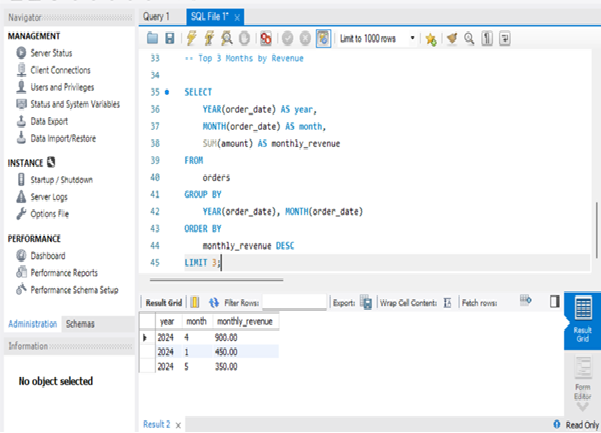 Navigator
Query 1
SQL File 1*
MANAGEMENT
Server Status
Client Connections
Users and Privileges
Status and System Variables
Data Export
Data Import/Restore
INSTANCE
Startup / Shutdown
Server Logs
Options File
PERFORMANCE
Dashboard
Performance Reports
Performance Schema Setup
Administration Schemas
Information
No object selected
Limit to 1000 rows
33 -- Top 3 Months by Revenue
34
35 SELECT
36 YEAR(order_date) AS year,
37 MONTH(order_date) AS month,
38 SUM(amount) AS monthly_revenue
39 FROM
40 orders
41 GROUP BY
42 YEAR(order_date), MONTH(order_date)
43 ORDER BY
44 monthly_revenue DESC
45 LIMIT 3;
Result Grid Filter Rows: Export: Wrap Cell Content: Fetch rows:
year month monthly_revenue
2024 4 900.00
2024 1 450.00
2024 5 350.00
Result
Grid
Form
Editor
Result 2 x
Read Only